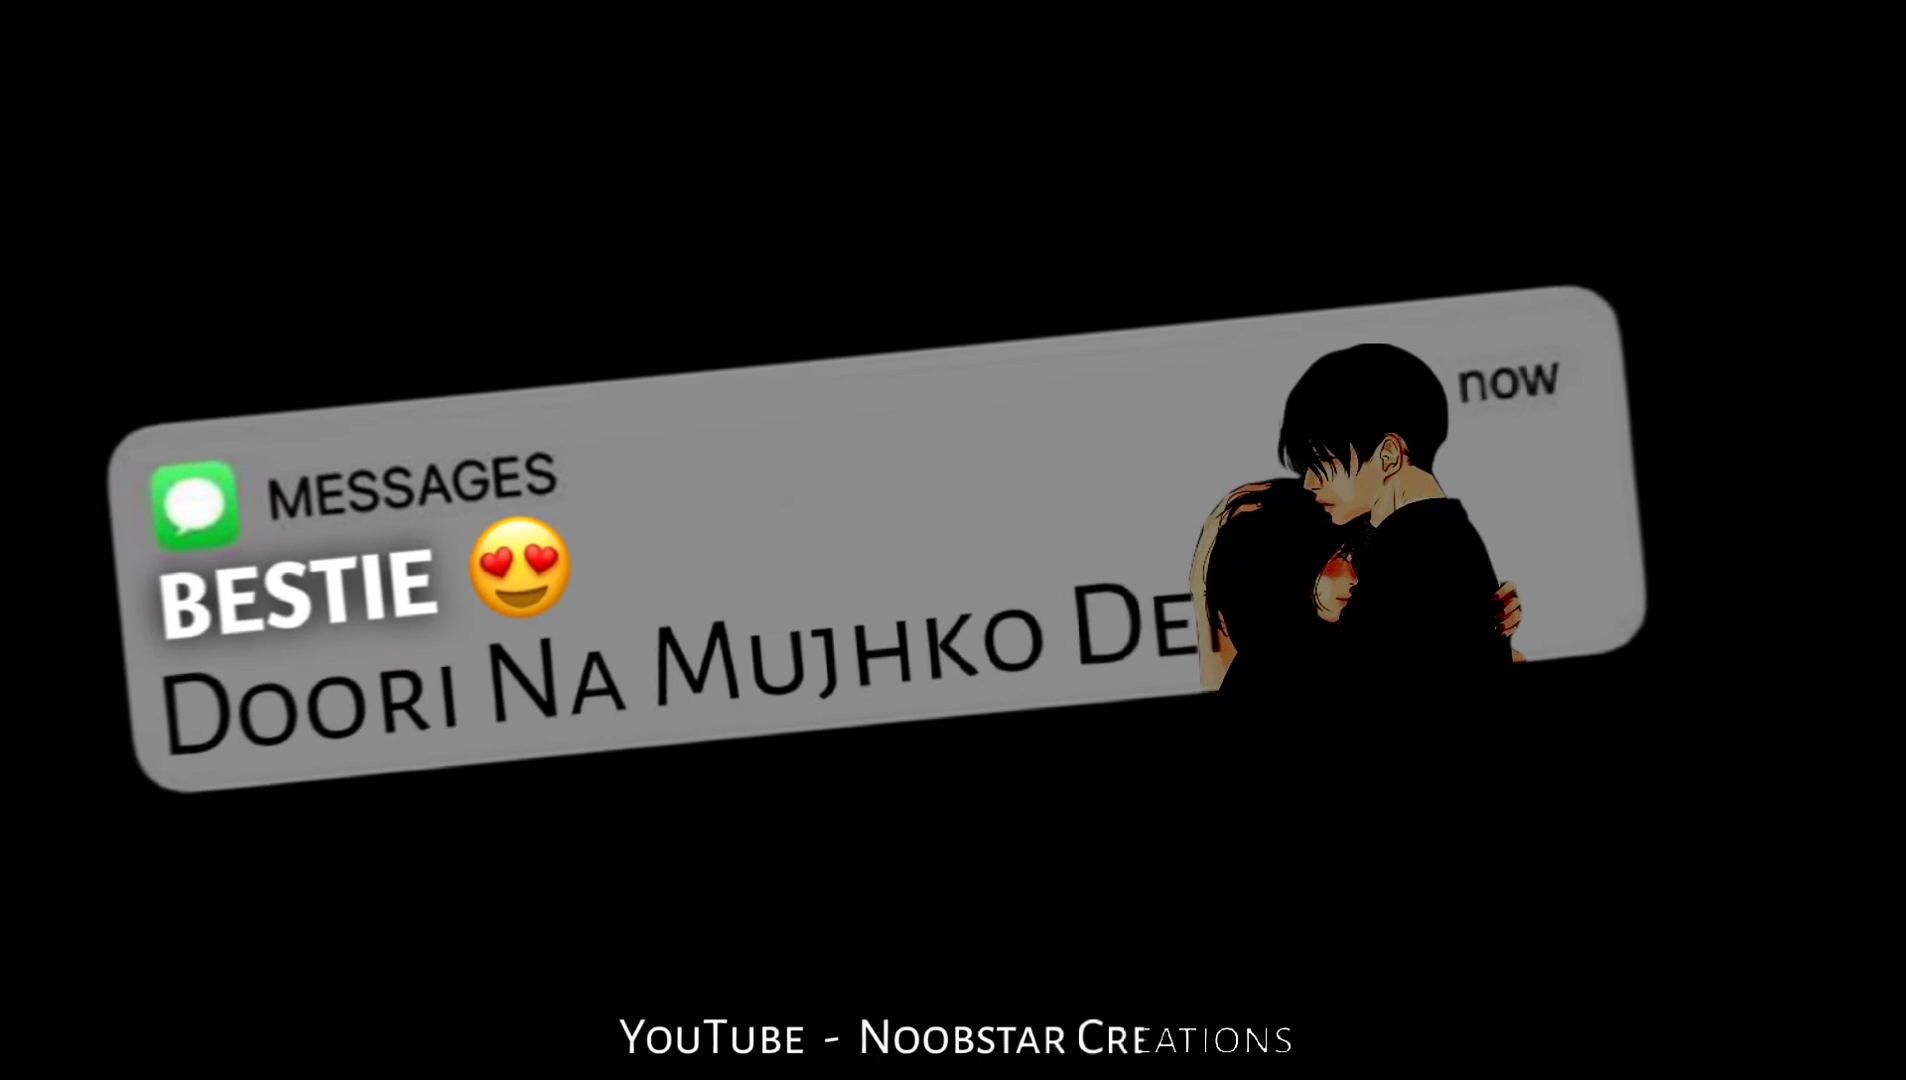 MESSAGES
now
BESTIE 😍
Doori Na Mujhko
YouTube - Noobstar Creations